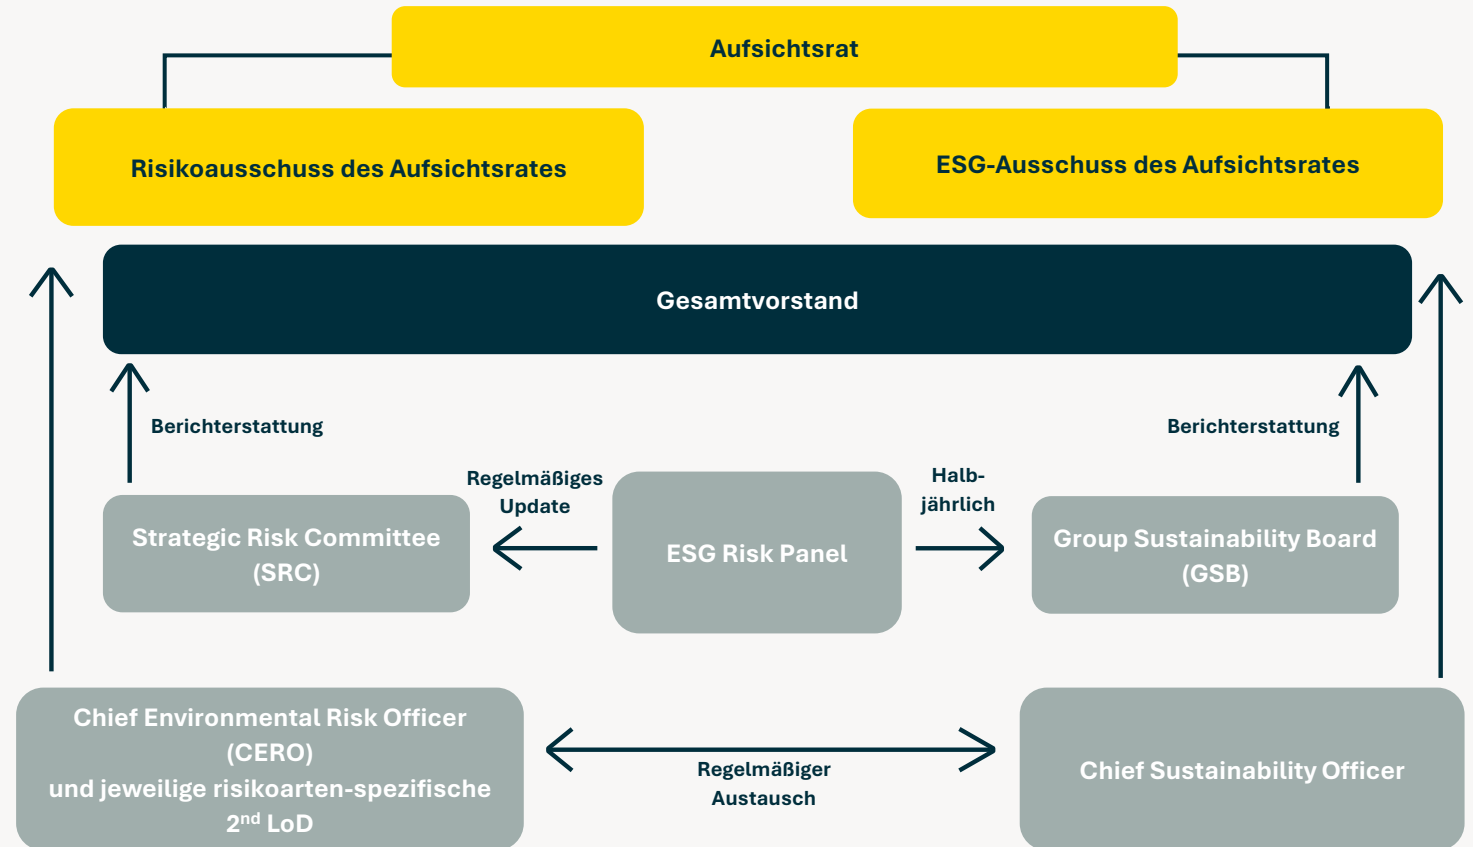 Aufsichtsrat
Risikoausschuss des Aufsichtsrates
ESG-Ausschuss des Aufsichtsrates
Gesamtvorstand
Berichterstattung
Berichterstattung
Regelmäßiges
Update
Halb-
jährlich
Strategic Risk Committee
(SRC)
ESG Risk Panel
Group Sustainability Board
(GSB)
Chief Environmental Risk Officer
(CERO)
und jeweilige risikoarten-spezifische
2nd LoD
Regelmäßiger
Austausch
Chief Sustainability Officer